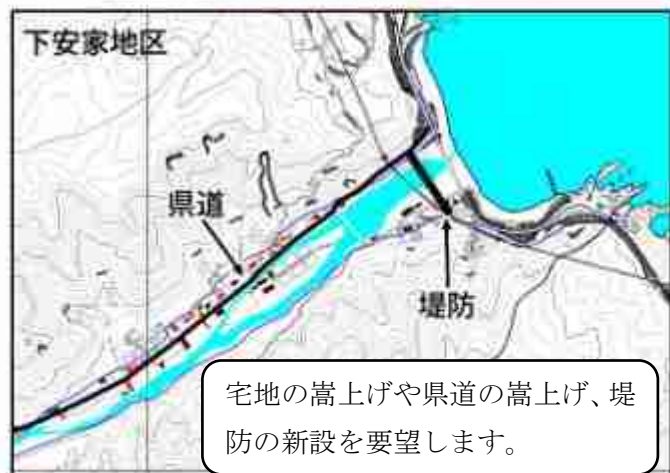 下安家地区
県道
堤防
宅地の嵩上げや県道の嵩上げ、堤
防の新設を要望します。